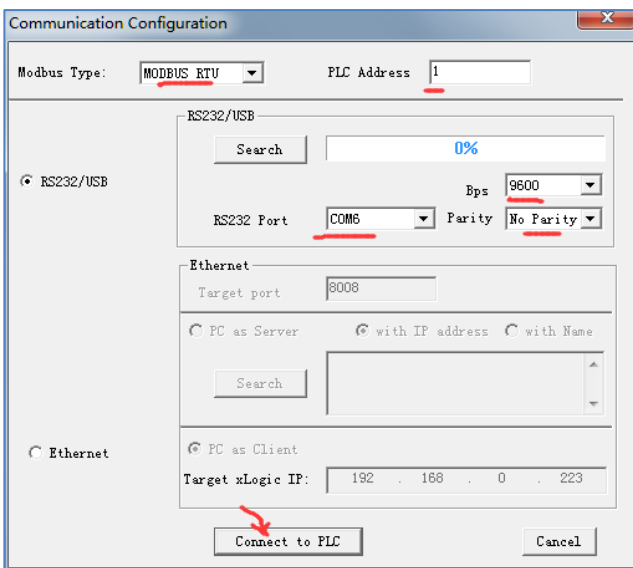 Communication Configuration
Modbus Type: MODBUS RTU PLC Address 1
RS232/USB
Search 0%
RS232/USB
Bps 9600
RS232 Port COM6 Parity No Parity
Ethernet
Target port 8008
PC as Server with IP address with Name
Search
Ethernet
PC as Client
Target xLogic IP: 192 . 168 . 0 . 223
Connect to PLC Cancel